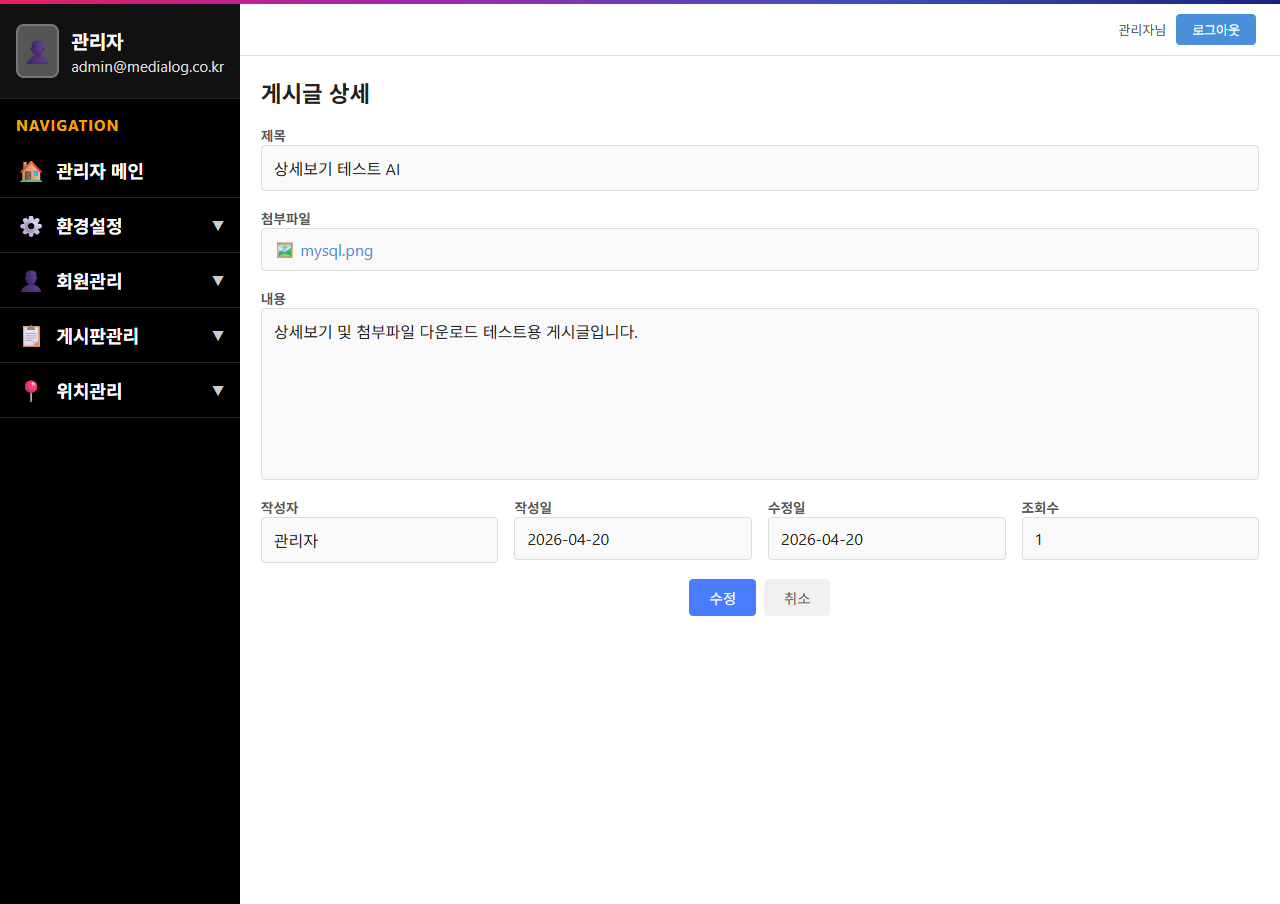 관리자
admin@medialog.co.kr
NAVIGATION
관리자 메인
환경설정 ▼
회원관리 ▼
게시판관리 ▼
위치관리 ▼
관리자님 로그아웃
게시글 상세
제목
상세보기 테스트 AI
첨부파일
mysql.png
내용
상세보기 및 첨부파일 다운로드 테스트용 게시글입니다.
작성자 작성일 수정일 조회수
관리자 2026-04-20 2026-04-20 1
수정 취소